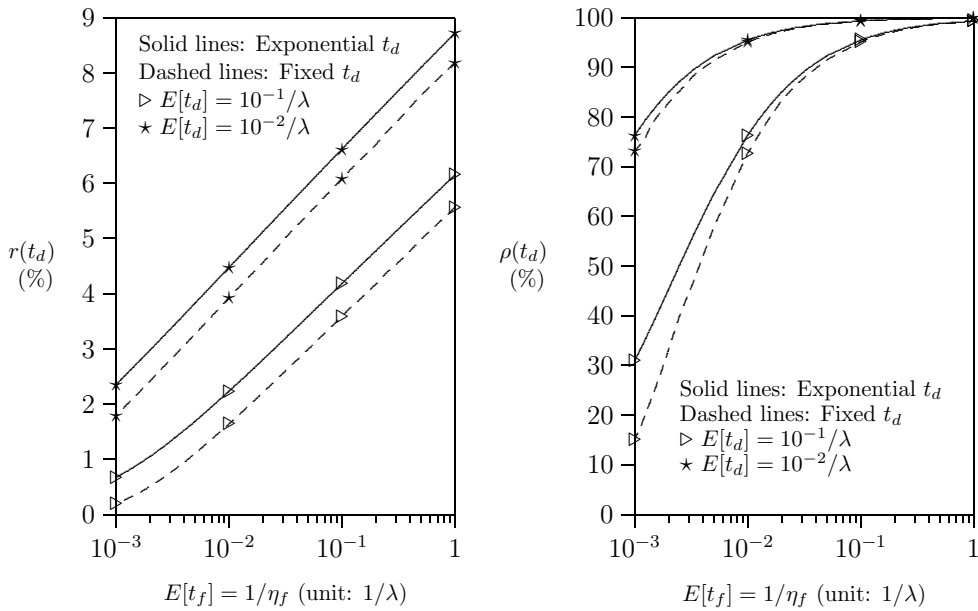 9
8
7
6
5
4
3
2
1
0
r(t_d)
(%)
Solid lines: Exponential t_d
Dashed lines: Fixed t_d
▷ E[t_d] = 10^{-1}/λ
★ E[t_d] = 10^{-2}/λ
10^{-3} 10^{-2} 10^{-1} 1
E[t_f] = 1/η_f (unit: 1/λ)
100
90
80
70
60
50
40
30
20
10
0
ρ(t_d)
(%)
Solid lines: Exponential t_d
Dashed lines: Fixed t_d
▷ E[t_d] = 10^{-1}/λ
★ E[t_d] = 10^{-2}/λ
10^{-3} 10^{-2} 10^{-1} 1
E[t_f] = 1/η_f (unit: 1/λ)